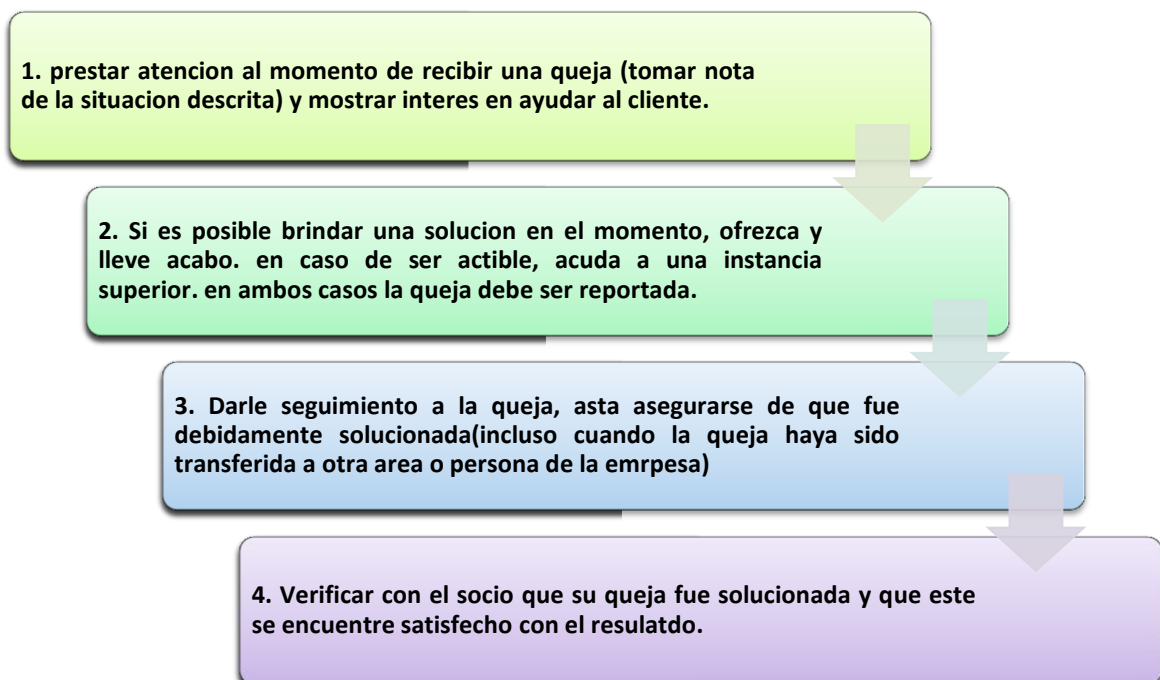 1. prestar atencion al momento de recibir una queja (tomar nota
de la situacion descrita) y mostrar interes en ayudar al cliente.
2. Si es posible brindar una solucion en el momento, ofrezca y
lleve acabo. en caso de ser actible, acuda a una instancia
superior. en ambos casos la queja debe ser reportada.
3. Darle seguimiento a la queja, asta asegurarse de que fue
debidamente solucionada(incluso cuando la queja haya sido
transferida a otra area o persona de la emrpesa)
4. Verificar con el socio que su queja fue solucionada y que este
se encuentre satisfecho con el resulatdo.